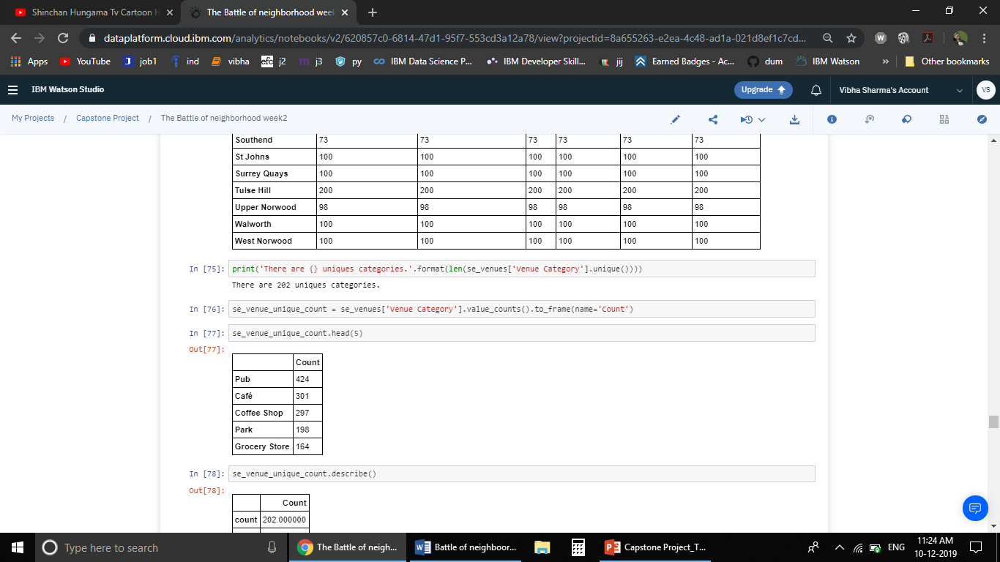 Shinchan Hungama Tv Cartoon H
The Battle of neighborhood week
dataplatform.cloud.ibm.com/analytics/notebooks/v2/620857c0-6814-47d1-95f7-553cd3a12a78/view?projectid=8a655263-e2ea-4c48-ad1a-021d8ef1c7cd...
Apps YouTube job1 ind vibha efc j2 j3 py IBM Data Science P... IBM Developer Skill... jij Earned Badges - Ac... dum IBM Watson » Other bookmarks
IBM Watson Studio Upgrade Vibha Sharma's Account VS
My Projects / Capstone Project / The Battle of neighborhood week2
Southend 73 73 73 73 73 73
St Johns 100 100 100 100 100 100
Surrey Quays 100 100 100 100 100 100
Tulse Hill 200 200 200 200 200 200
Upper Norwood 98 98 98 98 98 98
Walworth 100 100 100 100 100 100
West Norwood 100 100 100 100 100 100
In [75]: print('There are {} uniques categories.'.format(len(se_venues['Venue Category'].unique())))
There are 202 uniques categories.
In [76]: se_venue_unique_count = se_venues['Venue Category'].value_counts().to_frame(name='Count')
In [77]: se_venue_unique_count.head(5)
Out[77]:
Count
Pub 424
Café 301
Coffee Shop 297
Park 198
Grocery Store 164
In [78]: se_venue_unique_count.describe()
Out[78]:
Count
count 202.000000
Type here to search The Battle of neigh... Battle of neighboor... Capstone Project_T... ENG 11:24 AM
10-12-2019